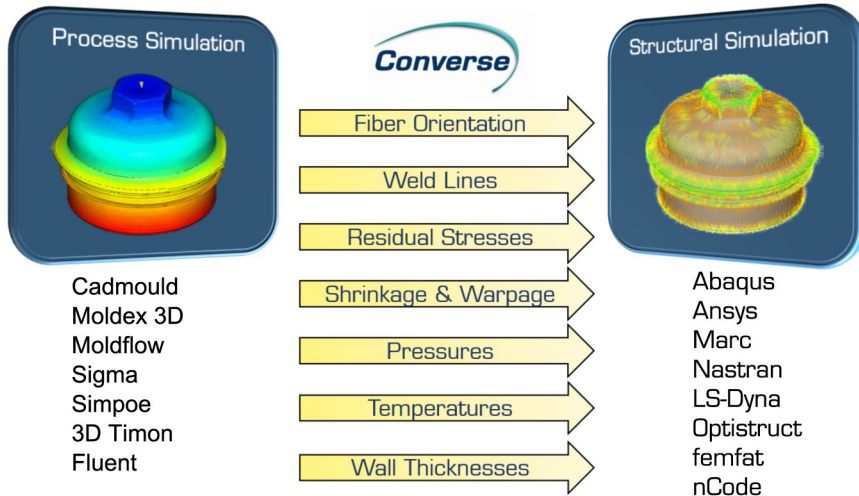 Process Simulation
Converse
Structural Simulation
Fiber Orientation
Weld Lines
Residual Stresses
Shrinkage & Warpage
Pressures
Temperatures
Wall Thicknesses
Cadmould
Moldex 3D
Moldflow
Sigma
Simpoe
3D Timon
Fluent
Abaqus
Ansys
Marc
Nastran
LS-Dyna
Optistruct
femfat
nCode